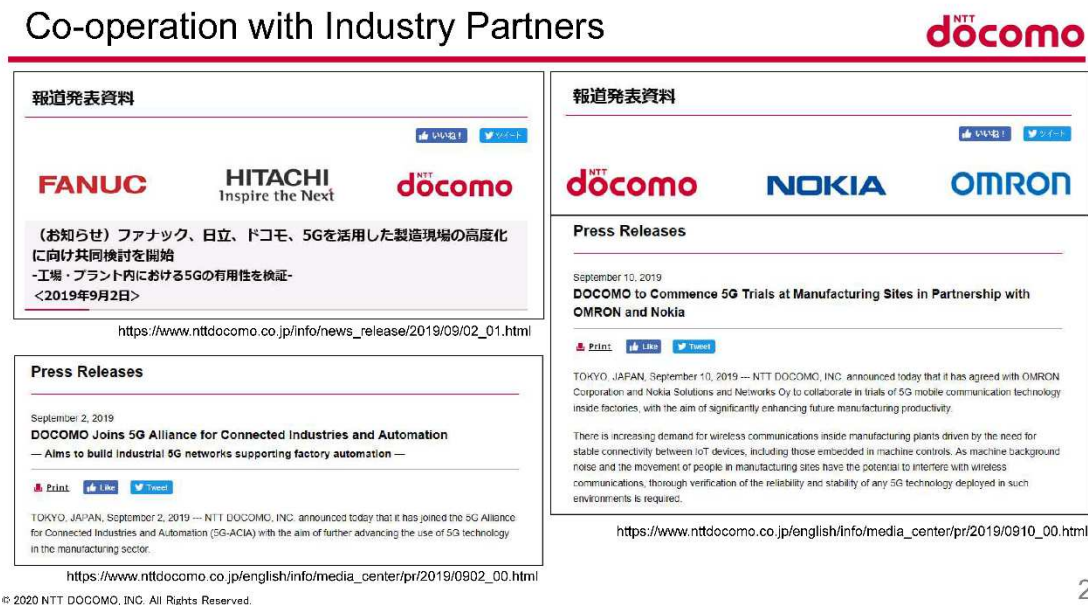 Co-operation with Industry Partners
NTT
docomo
報道発表資料
いいね！
ツイート
FANUC
HITACHI
Inspire the Next
NTT
docomo
（お知らせ）ファナック、日立、ドコモ、5Gを活用した製造現場の高度化
に向け共同検討を開始
-工場・プラント内における5Gの有用性を検証-
＜2019年9月2日＞
https://www.nttdocomo.co.jp/info/news_release/2019/09/02_01.html
Press Releases
September 2, 2019
DOCOMO Joins 5G Alliance for Connected Industries and Automation
— Aims to build industrial 5G networks supporting factory automation —
Print
Like
Tweet
TOKYO, JAPAN, September 2, 2019 --- NTT DOCOMO, INC. announced today that it has joined the 5G Alliance
for Connected Industries and Automation (5G-ACIA) with the aim of further advancing the use of 5G technology
in the manufacturing sector.
https://www.nttdocomo.co.jp/english/info/media_center/pr/2019/0902_00.html
報道発表資料
いいね！
ツイート
NTT
docomo
NOKIA
OMRON
Press Releases
September 10, 2019
DOCOMO to Commence 5G Trials at Manufacturing Sites in Partnership with
OMRON and Nokia
Print
Like
Tweet
TOKYO, JAPAN, September 10, 2019 --- NTT DOCOMO, INC. announced today that it has agreed with OMRON
Corporation and Nokia Solutions and Networks Oy to collaborate in trials of 5G mobile communication technology
inside factories, with the aim of significantly enhancing future manufacturing productivity.
There is increasing demand for wireless communications inside manufacturing plants driven by the need for
stable connectivity between IoT devices, including those embedded in machine controls. As machine background
noise and the movement of people in manufacturing sites have the potential to interfere with wireless
communications, thorough verification of the reliability and stability of any 5G technology deployed in such
environments is required.
https://www.nttdocomo.co.jp/english/info/media_center/pr/2019/0910_00.html
© 2020 NTT DOCOMO, INC. All Rights Reserved.
2